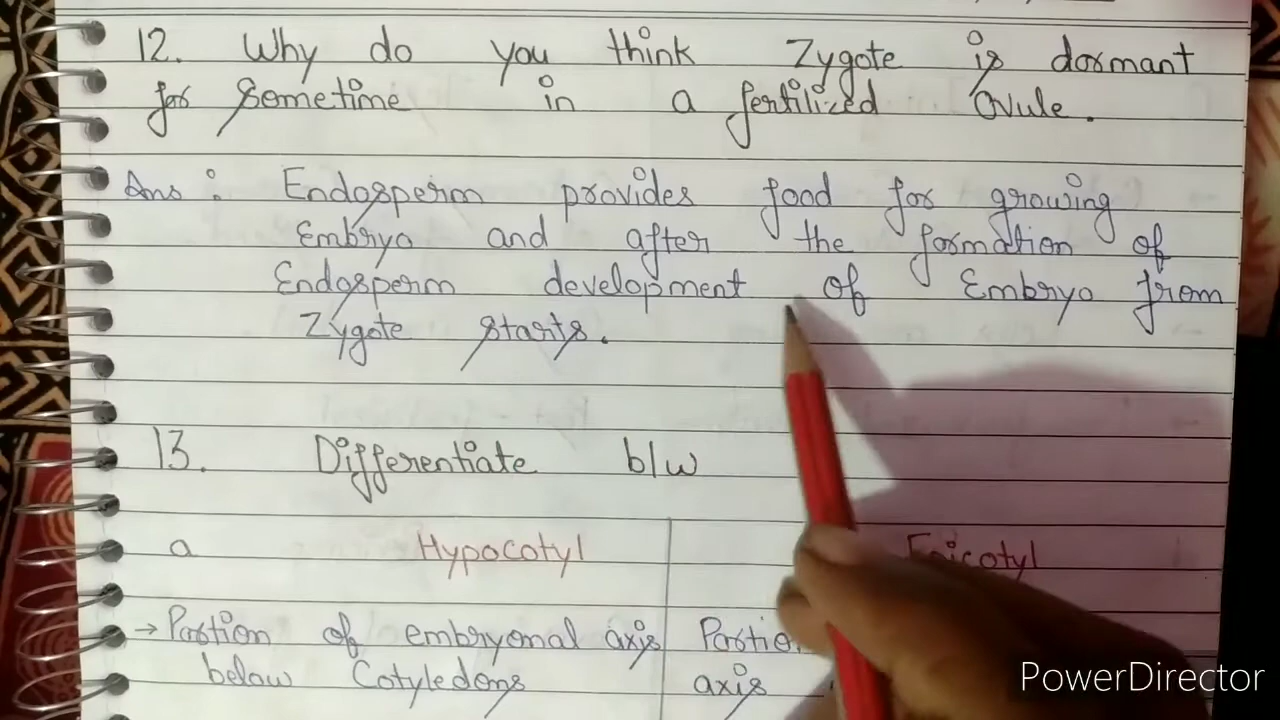 12. Why do you think Zygote is dormant
for sometime in a fertilized Ovule.
Ans : Endosperm provides food for growing
Embryo and after the formation of
Endosperm development of Embryo from
Zygote starts.
13. Differentiate b/w
a Hypocotyl Epicotyl
→ Portion of embryonal axis
below Cotyledons
axis
PowerDirector